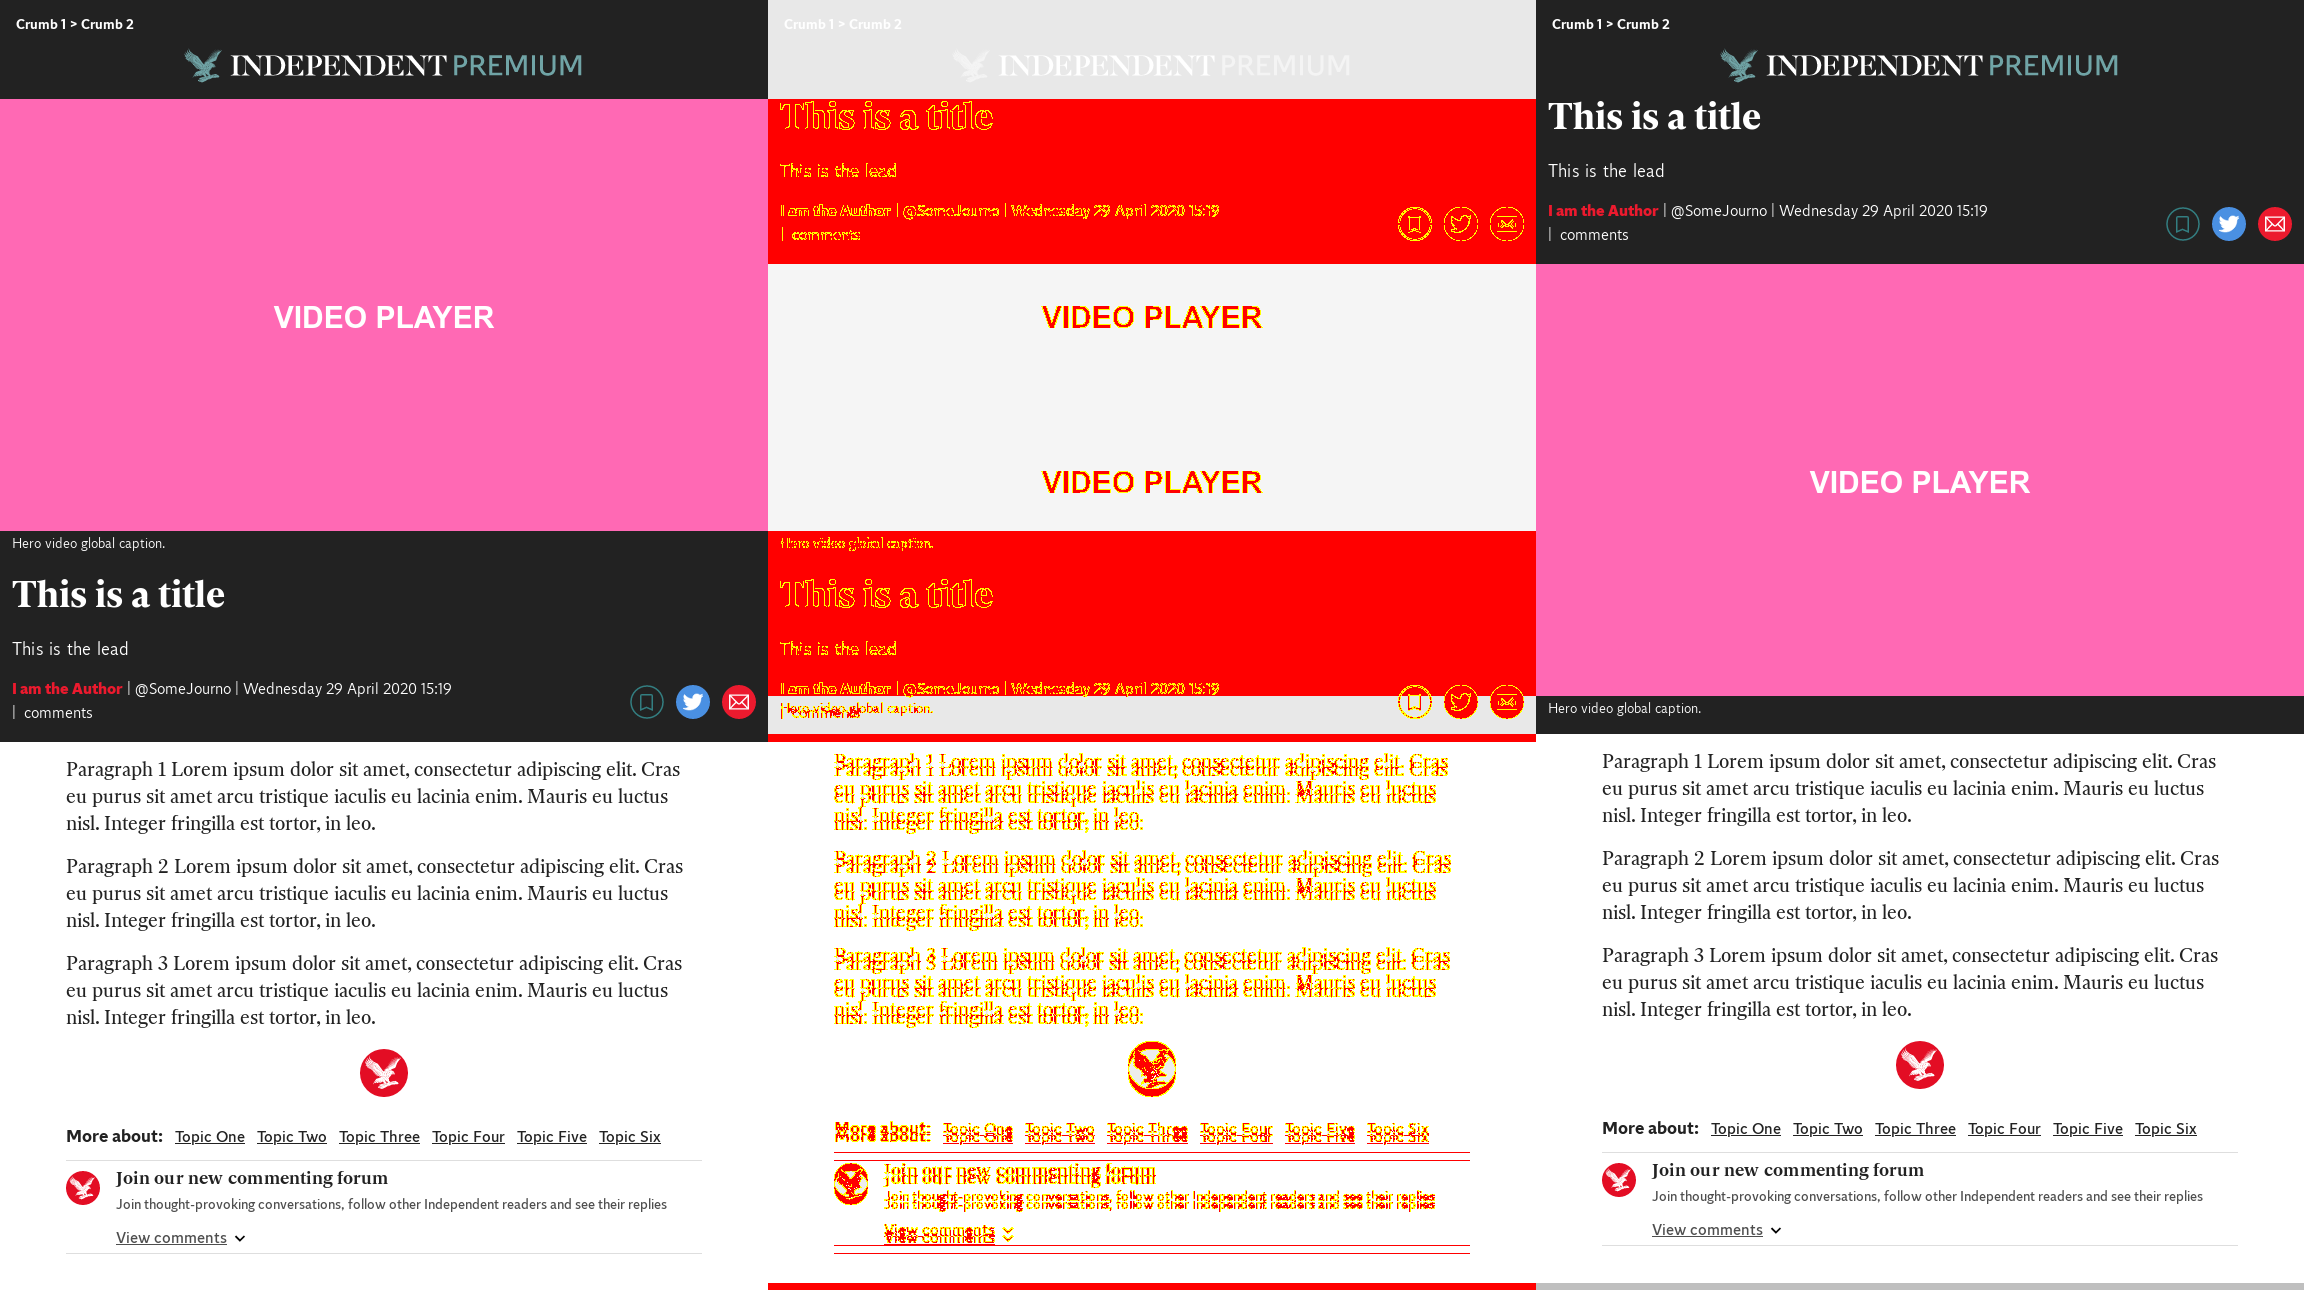 Crumb 1 > Crumb 2
INDEPENDENT PREMIUM
VIDEO PLAYER
Hero video global caption.
This is a title
This is the lead
I am the Author | @SomeJourno | Wednesday 29 April 2020 15:19
| comments
Paragraph 1 Lorem ipsum dolor sit amet, consectetur adipiscing elit. Cras
eu purus sit amet arcu tristique iaculis eu lacinia enim. Mauris eu luctus
nisl. Integer fringilla est tortor, in leo.
Paragraph 2 Lorem ipsum dolor sit amet, consectetur adipiscing elit. Cras
eu purus sit amet arcu tristique iaculis eu lacinia enim. Mauris eu luctus
nisl. Integer fringilla est tortor, in leo.
Paragraph 3 Lorem ipsum dolor sit amet, consectetur adipiscing elit. Cras
eu purus sit amet arcu tristique iaculis eu lacinia enim. Mauris eu luctus
nisl. Integer fringilla est tortor, in leo.
More about: Topic One Topic Two Topic Three Topic Four Topic Five Topic Six
Join our new commenting forum
Join thought-provoking conversations, follow other Independent readers and see their replies
View comments
Crumb 1 > Crumb 2
INDEPENDENT PREMIUM
This is a title
This is the lead
I am the Author | @SomeJourno | Wednesday 29 April 2020 15:19
| comments
VIDEO PLAYER
VIDEO PLAYER
Hero video global caption.
This is a title
This is the lead
I am the Author | @SomeJourno | Wednesday 29 April 2020 15:19
Hero video global caption.
Paragraph 1 Lorem ipsum dolor sit amet, consectetur adipiscing elit. Cras
eu purus sit amet arcu tristique iaculis eu lacinia enim. Mauris eu luctus
nisl. Integer fringilla est tortor, in leo.
Paragraph 2 Lorem ipsum dolor sit amet, consectetur adipiscing elit. Cras
eu purus sit amet arcu tristique iaculis eu lacinia enim. Mauris eu luctus
nisl. Integer fringilla est tortor, in leo.
Paragraph 3 Lorem ipsum dolor sit amet, consectetur adipiscing elit. Cras
eu purus sit amet arcu tristique iaculis eu lacinia enim. Mauris eu luctus
nisl. Integer fringilla est tortor, in leo.
More about: Topic One Topic Two Topic Three Topic Four Topic Five Topic Six
Join our new commenting forum
Join thought-provoking conversations, follow other Independent readers and see their replies
View comments
Crumb 1 > Crumb 2
INDEPENDENT PREMIUM
This is a title
This is the lead
I am the Author | @SomeJourno | Wednesday 29 April 2020 15:19
| comments
VIDEO PLAYER
Hero video global caption.
Paragraph 1 Lorem ipsum dolor sit amet, consectetur adipiscing elit. Cras
eu purus sit amet arcu tristique iaculis eu lacinia enim. Mauris eu luctus
nisl. Integer fringilla est tortor, in leo.
Paragraph 2 Lorem ipsum dolor sit amet, consectetur adipiscing elit. Cras
eu purus sit amet arcu tristique iaculis eu lacinia enim. Mauris eu luctus
nisl. Integer fringilla est tortor, in leo.
Paragraph 3 Lorem ipsum dolor sit amet, consectetur adipiscing elit. Cras
eu purus sit amet arcu tristique iaculis eu lacinia enim. Mauris eu luctus
nisl. Integer fringilla est tortor, in leo.
More about: Topic One Topic Two Topic Three Topic Four Topic Five Topic Six
Join our new commenting forum
Join thought-provoking conversations, follow other Independent readers and see their replies
View comments